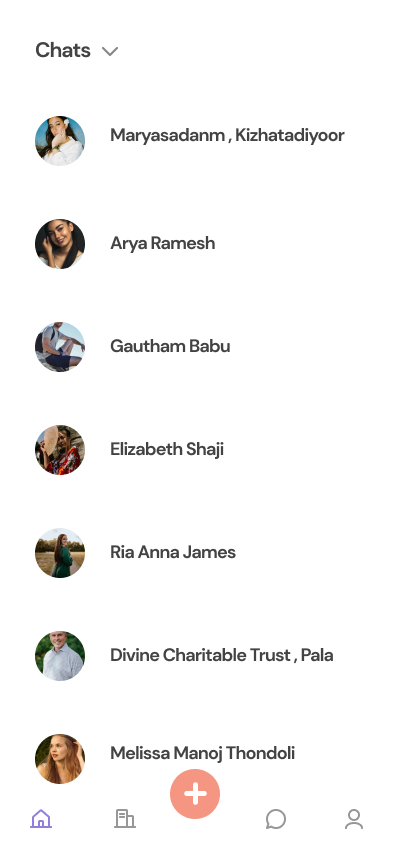 Chats
Maryasadanm , Kizhatadiyoor
Arya Ramesh
Gautham Babu
Elizabeth Shaji
Ria Anna James
Divine Charitable Trust , Pala
Melissa Manoj Thondoli